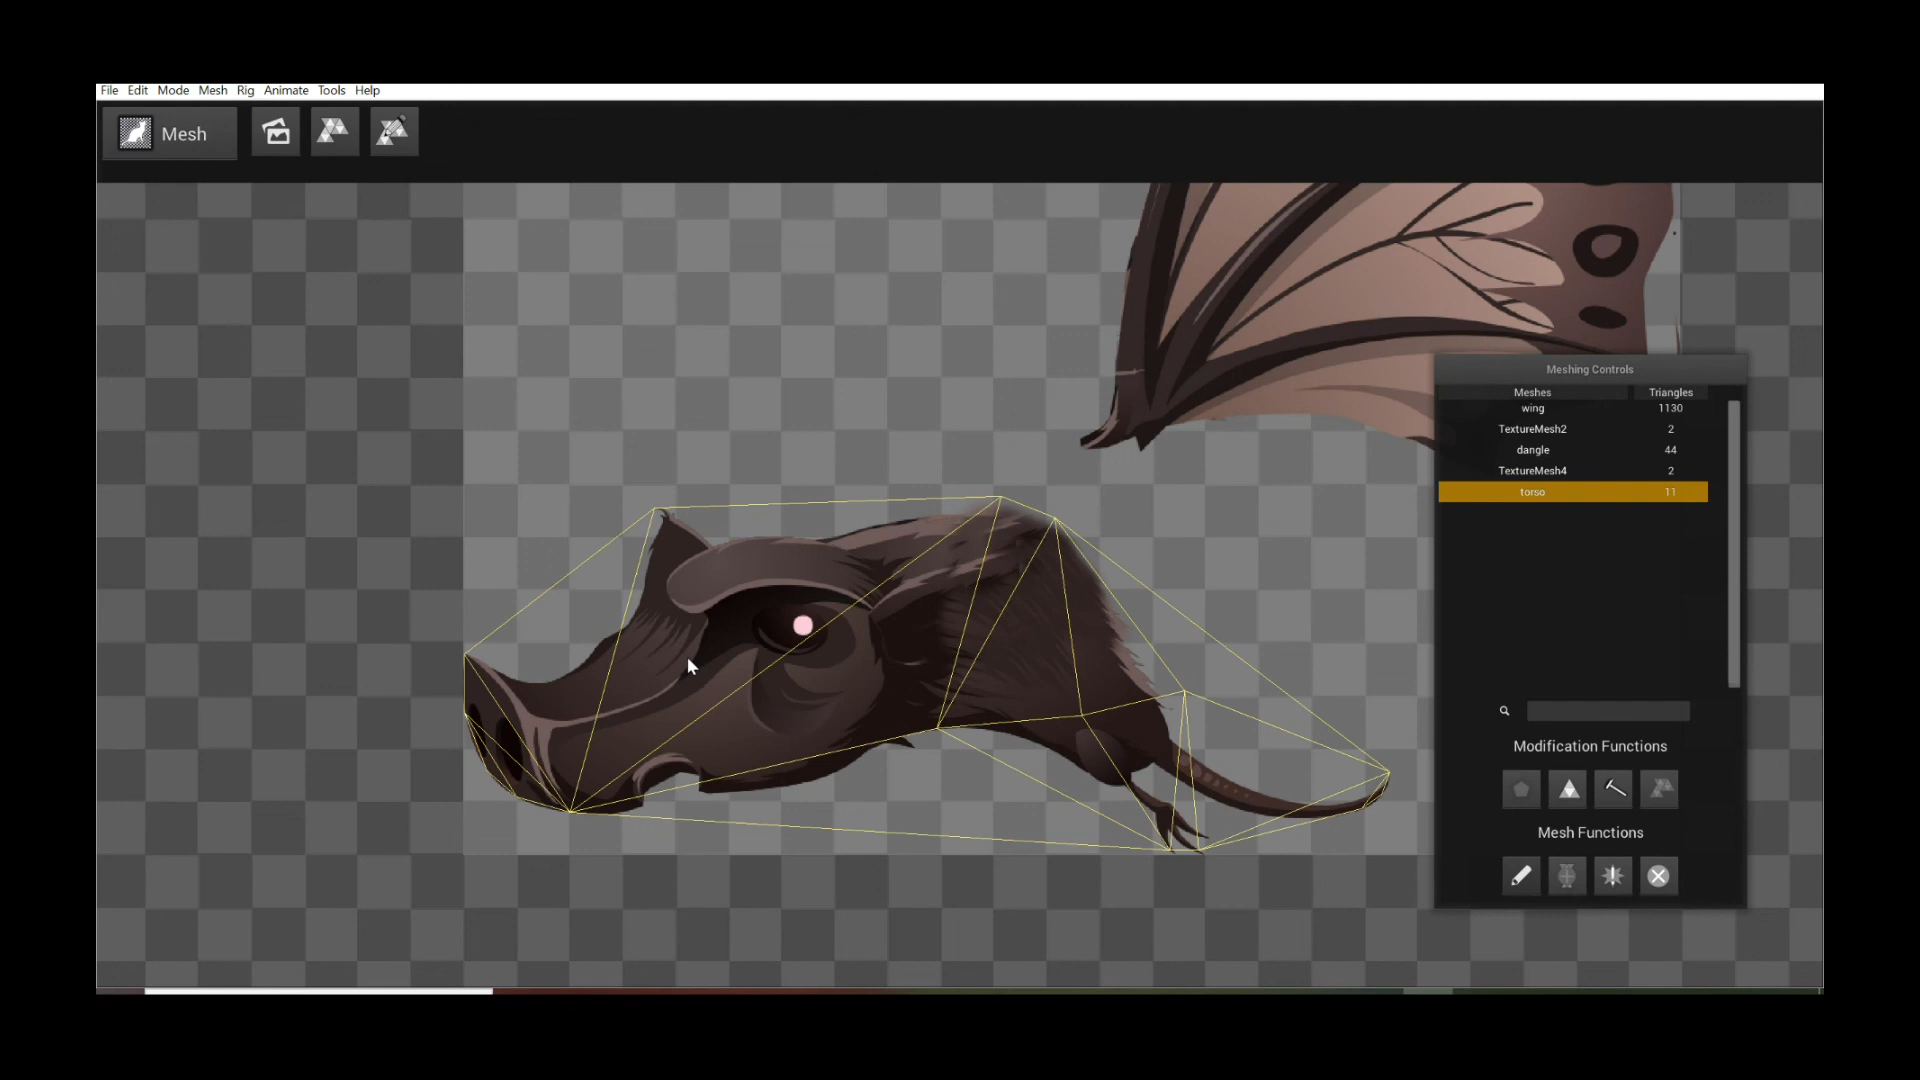 File Edit Mode Mesh Rig Animate Tools Help
Mesh
Meshing Controls
Meshes Triangles
wing 1130
TextureMesh2 2
dangle 44
TextureMesh4 2
torso 11
Modification Functions
Mesh Functions